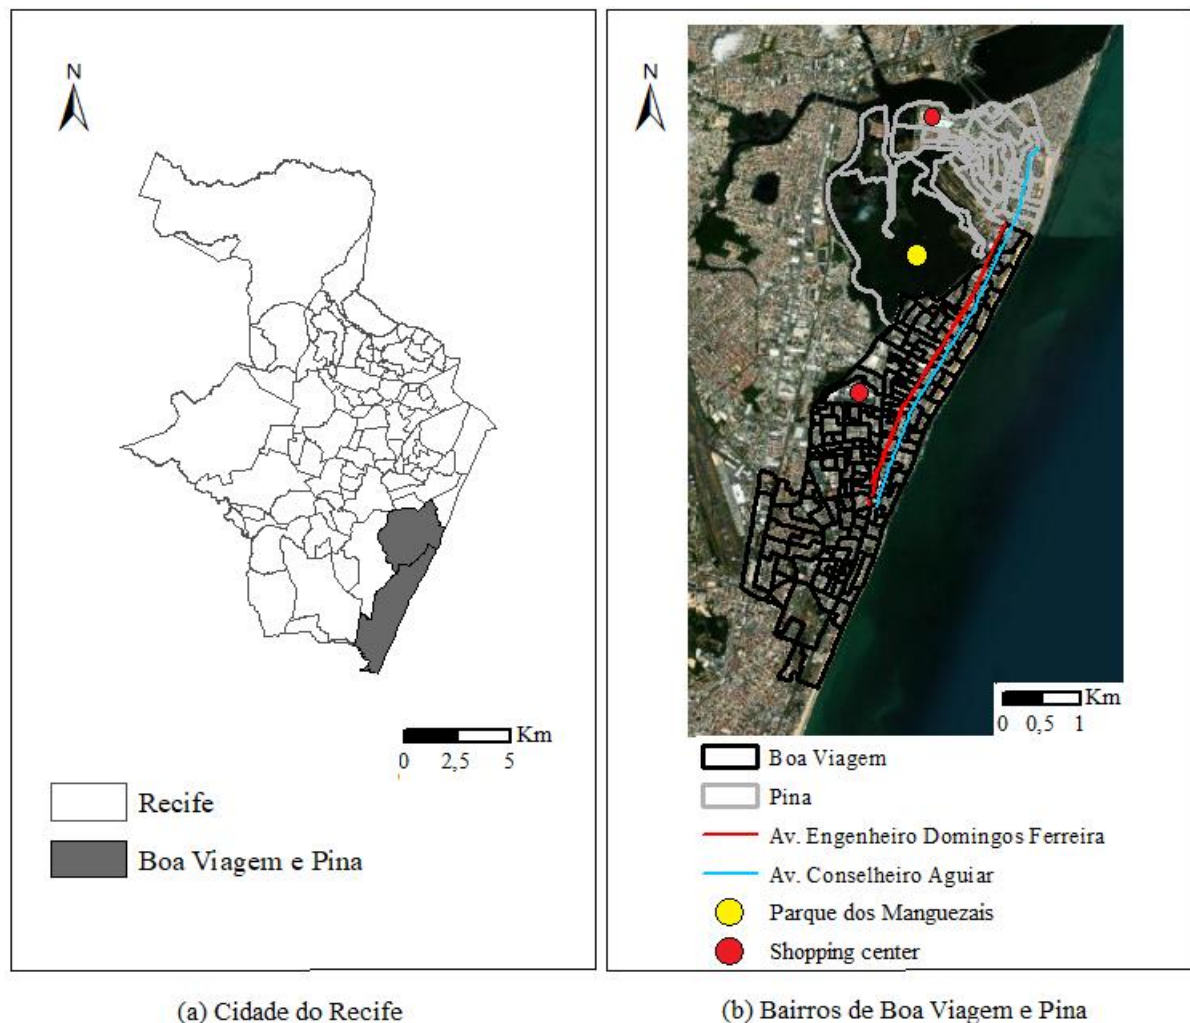 N
Km
0 2,5 5
Recife
Boa Viagem e Pina
(a) Cidade do Recife
N
Km
0 0,5 1
Boa Viagem
Pina
Av. Engenheiro Domingos Ferreira
Av. Conselheiro Aguiar
Parque dos Manguezais
Shopping center
(b) Bairros de Boa Viagem e Pina